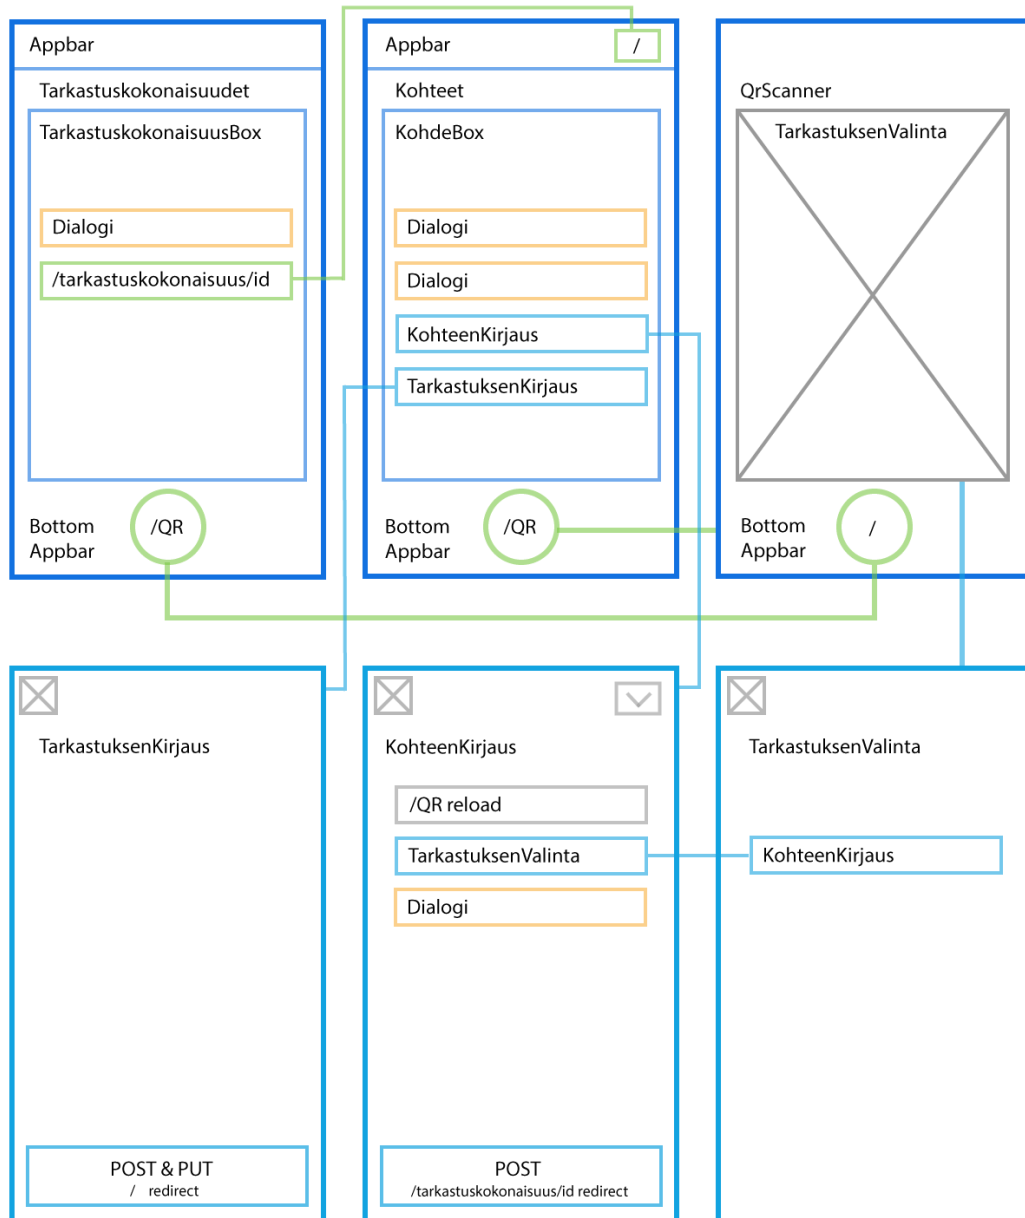 Appbar
Tarkastuskokonaisuudet
TarkastuskokonaisuusBox
Dialogi
/tarkastuskokonaisuus/id
Bottom
Appbar
/QR
Appbar
/
Kohteet
KohdeBox
Dialogi
Dialogi
KohteenKirjaus
TarkastuksenKirjaus
Bottom
Appbar
/QR
QrScanner
TarkastuksenValinta
Bottom
Appbar
/
TarkastuksenKirjaus
POST & PUT
/ redirect
KohteenKirjaus
/QR reload
TarkastuksenValinta
Dialogi
POST
/tarkastuskokonaisuus/id redirect
TarkastuksenValinta
KohteenKirjaus